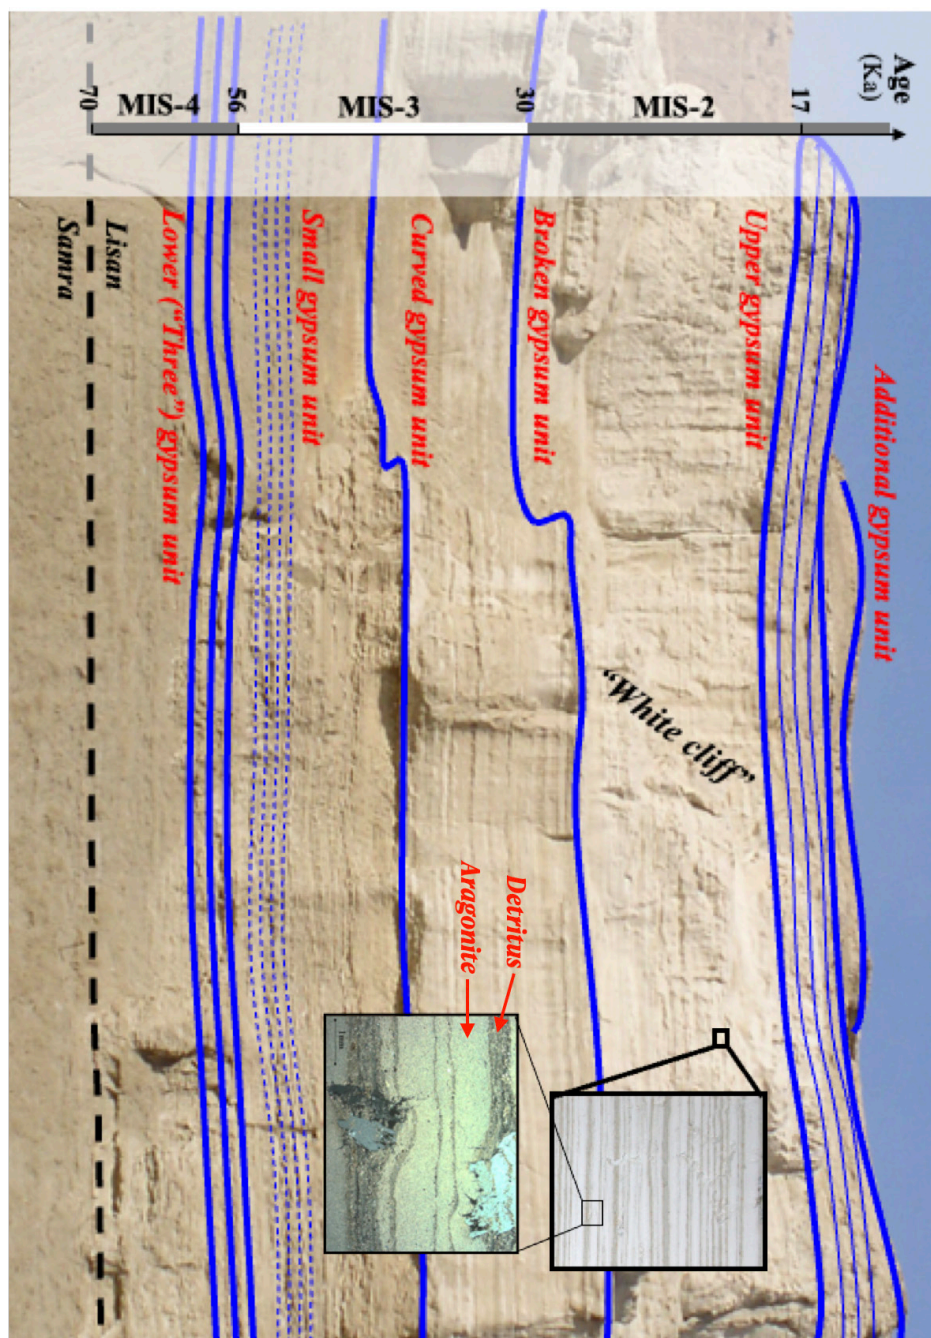 Age
(Ka)
17
MIS-2
30
MIS-3
56
MIS-4
70
Additional gypsum unit
Upper gypsum unit
"White cliff"
Broken gypsum unit
Curved gypsum unit
Small gypsum unit
Lower ("Three") gypsum unit
Lisan
Samra
Detritus
Aragonite
1mm